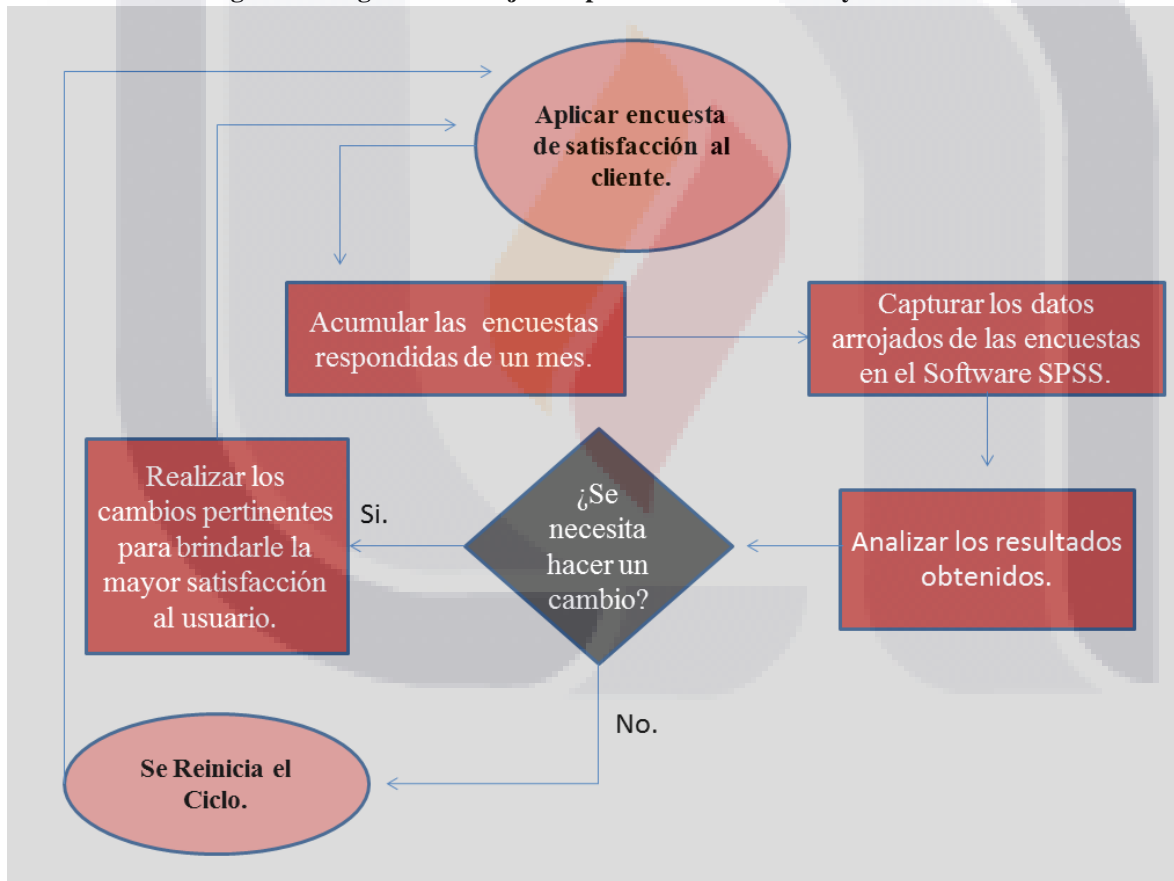 Aplicar encuesta
de satisfacción al
cliente.
Acumular las encuestas
respondidas de un mes.
Capturar los datos
arrojados de las encuestas
en el Software SPSS.
Analizar los resultados
obtenidos.
¿Se
necesita
hacer un
cambio?
Si.
Realizar los
cambios pertinentes
para brindarle la
mayor satisfacción
al usuario.
No.
Se Reinicia el
Ciclo.